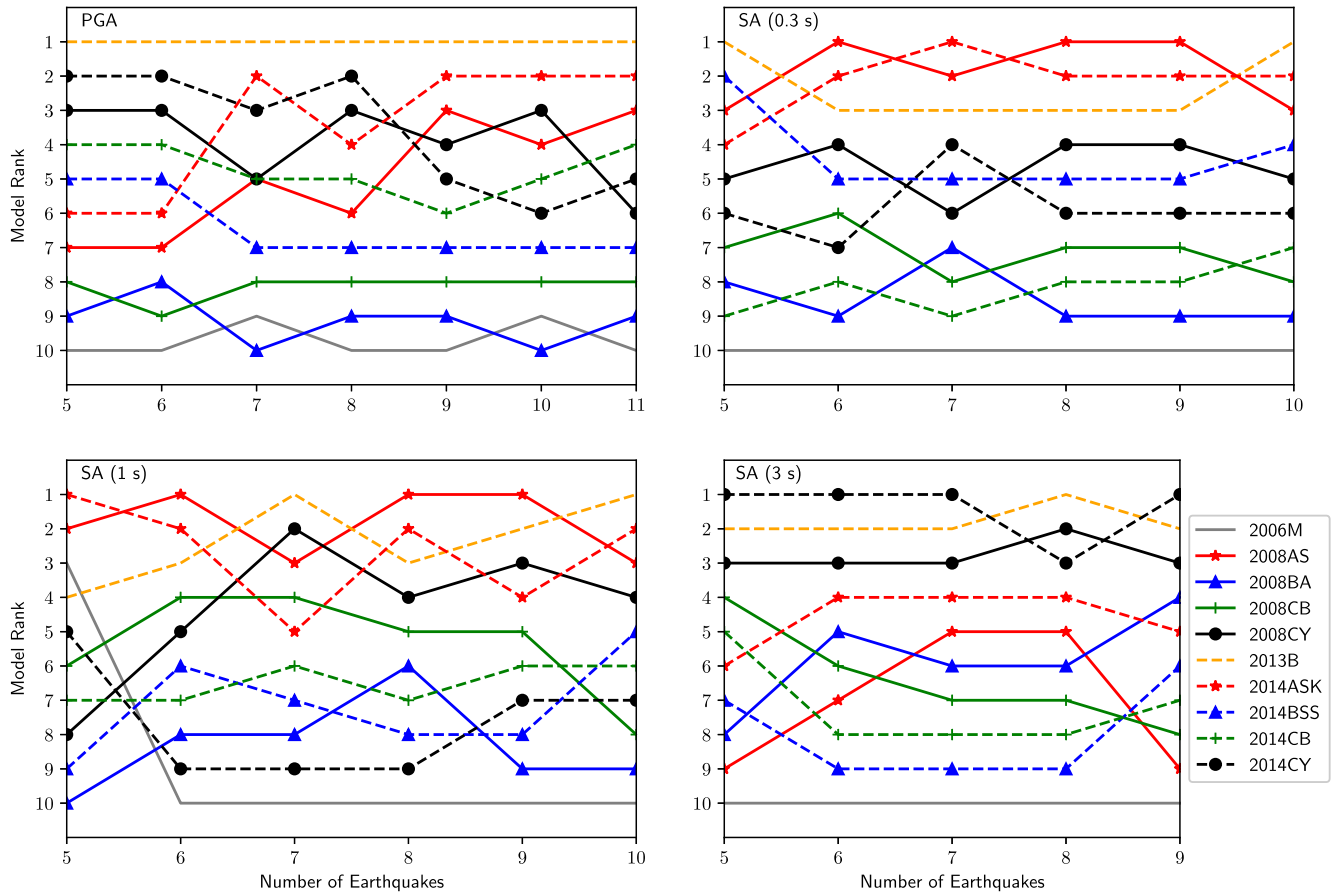 PGA
1
2
3
4
5
6
7
8
9
10
Model Rank
5 6 7 8 9 10 11
SA (0.3 s)
1
2
3
4
5
6
7
8
9
10
5 6 7 8 9 10
SA (1 s)
1
2
3
4
5
6
7
8
9
10
Model Rank
5 6 7 8 9 10
Number of Earthquakes
SA (3 s)
1
2
3
4
5
6
7
8
9
10
5 6 7 8 9
Number of Earthquakes
2006M
2008AS
2008BA
2008CB
2008CY
2013B
2014ASK
2014BSS
2014CB
2014CY